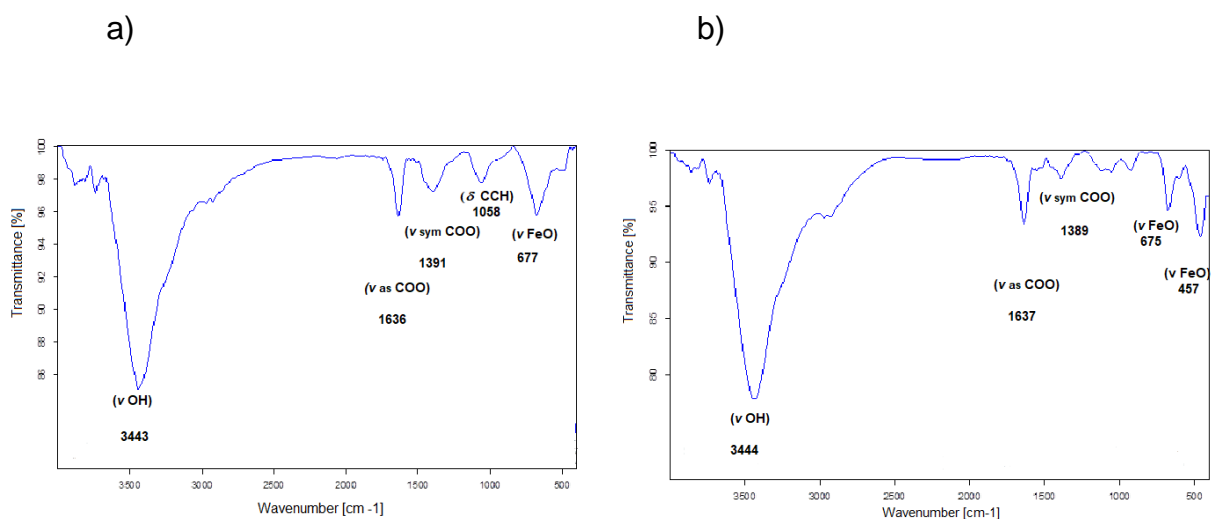 a)
100
98
96
94
92
90
88
86
Transmittance [%]
(δ CCH)
1058
(ν sym COO)
(ν FeO)
1391
677
(ν as COO)
1636
(ν OH)
3443
3500
3000
2500
2000
1500
1000
500
Wavenumber [cm -1]
b)
100
95
90
85
80
Transmittance [%]
(ν sym COO)
1389
(ν FeO)
675
(ν FeO)
457
(ν as COO)
1637
(ν OH)
3444
3500
3000
2500
2000
1500
1000
500
Wavenumber [cm-1]